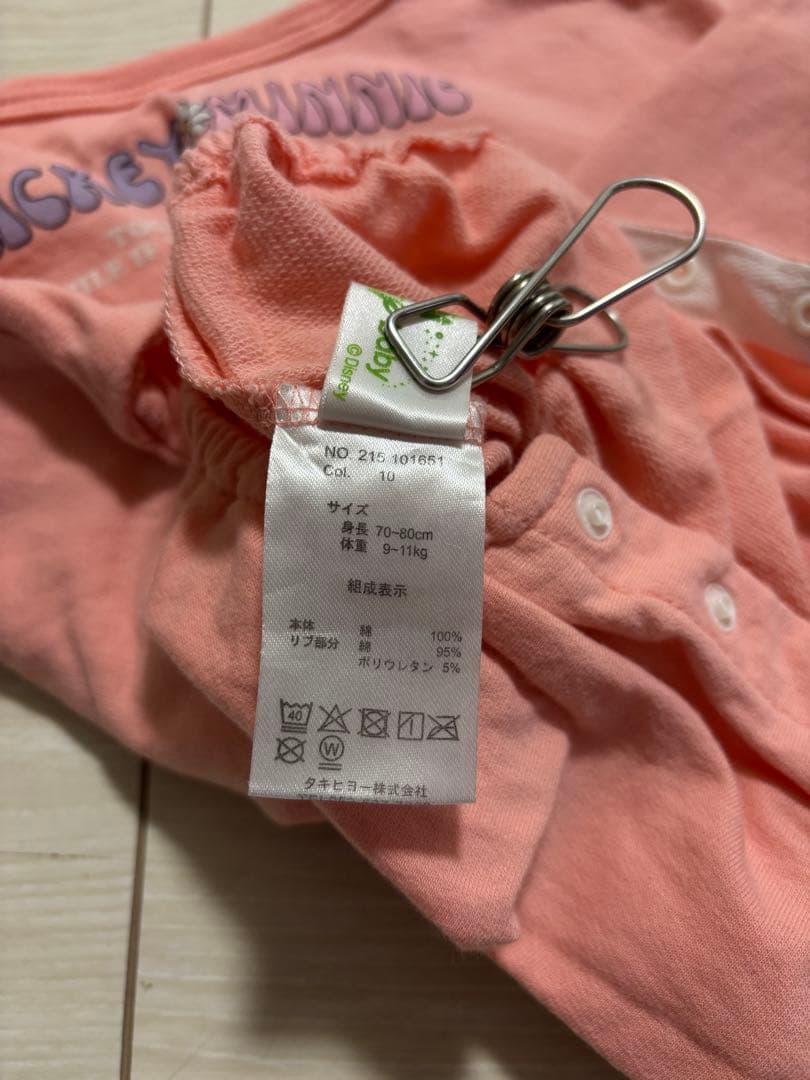 MICKEY MINNIE
baby
©Disney
NO. 215 101651
Col. 10
サイズ
身長 70~80cm
体重 9~11kg
組成表示
本体 綿 100%
リブ部分 綿 95%
ポリウレタン 5%
40
W
タキヒヨー株式会社